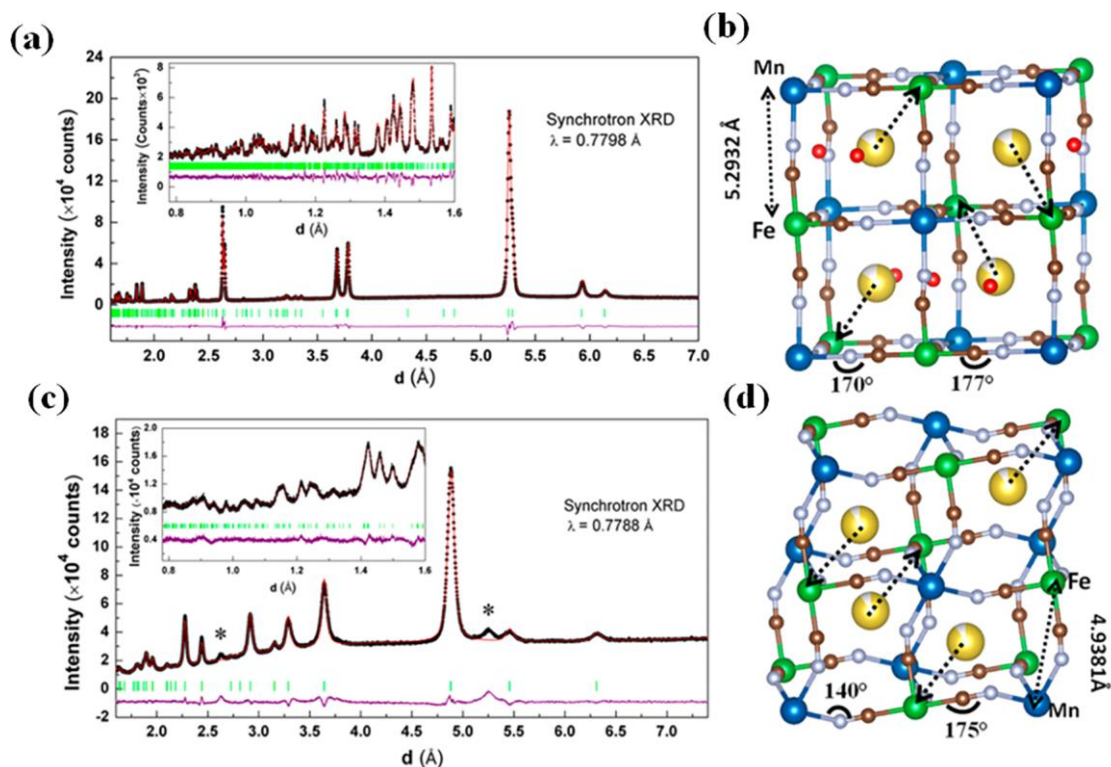 (a)
Intensity (×10⁴ counts)
24
20
16
12
8
4
0
2.0 2.5 3.0 3.5 4.0 4.5 5.0 5.5 6.0 6.5 7.0
d (Å)
Intensity (Counts×10³)
8
6
4
2
0
0.8 1.0 1.2 1.4 1.6
d (Å)
Synchrotron XRD
λ = 0.7798 Å
(b)
Mn
5.2932 Å
Fe
170°
177°
(c)
Intensity (×10⁴ counts)
18
16
14
12
10
8
6
4
2
0
-2
2.0 2.5 3.0 3.5 4.0 4.5 5.0 5.5 6.0 6.5 7.0
d (Å)
2.0
1.6
1.2
0.8
0.4
0.8 1.0 1.2 1.4 1.6
d (Å)
*
*
Synchrotron XRD
λ = 0.7788 Å
(d)
Fe
4.9381Å
Mn
140°
175°